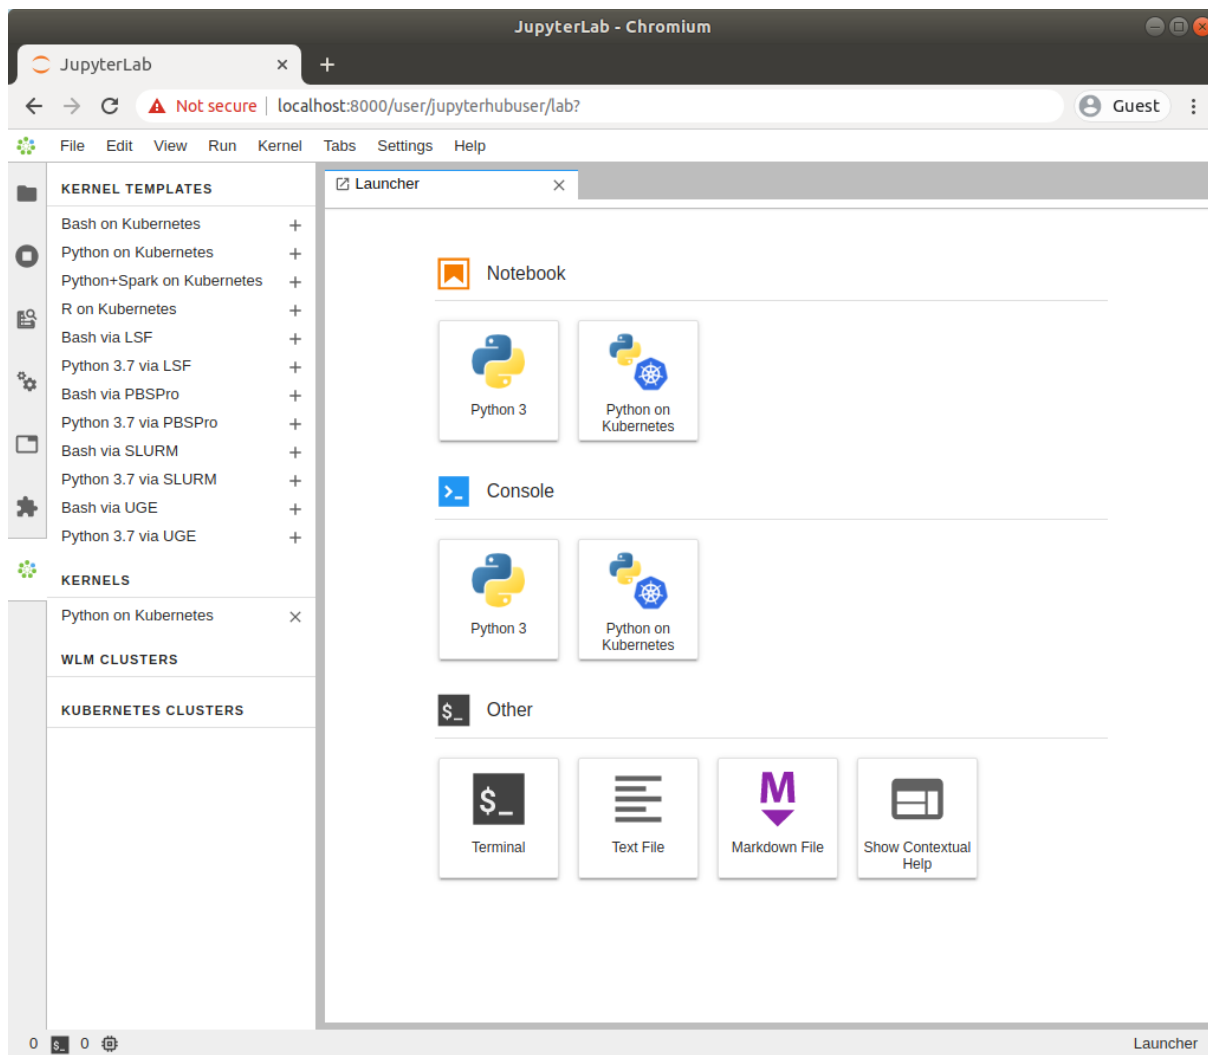 JupyterLab - Chromium
JupyterLab
Not secure | localhost:8000/user/jupyterhubuser/lab?
Guest
File Edit View Run Kernel Tabs Settings Help
KERNEL TEMPLATES
Bash on Kubernetes
Python on Kubernetes
Python+Spark on Kubernetes
R on Kubernetes
Bash via LSF
Python 3.7 via LSF
Bash via PBSPro
Python 3.7 via PBSPro
Bash via SLURM
Python 3.7 via SLURM
Bash via UGE
Python 3.7 via UGE
KERNELS
Python on Kubernetes
WLM CLUSTERS
KUBERNETES CLUSTERS
Launcher
Notebook
Python 3
Python on
Kubernetes
Console
Python 3
Python on
Kubernetes
$_ Other
$_
Terminal
Text File
M
Markdown File
Show Contextual
Help
0 $_ 0
Launcher